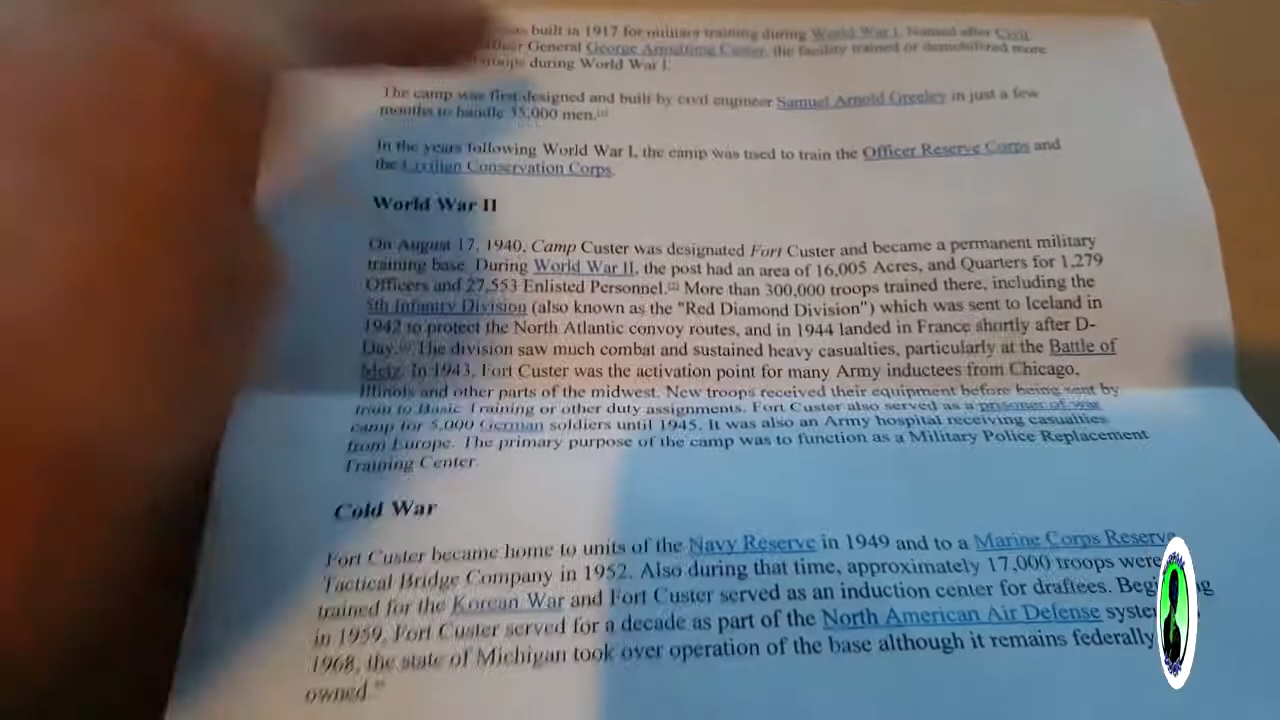 built in 1917 for military training during World War I. Named after Civil
General George Armstrong Custer, the facility trained or demobilized more
troops during World War I.
The camp was first designed and built by civil engineer Samuel Arnold Greeley in just a few
months to handle 35,000 men.
In the years following World War I, the camp was used to train the Officer Reserve Corps and
the Civilian Conservation Corps.
World War II
On August 17, 1940, Camp Custer was designated Fort Custer and became a permanent military
training base. During World War II, the post had an area of 16,005 Acres, and Quarters for 1,279
Officers and 27,553 Enlisted Personnel.[2] More than 300,000 troops trained there, including the
5th Infantry Division (also known as the "Red Diamond Division") which was sent to Iceland in
1942 to protect the North Atlantic convoy routes, and in 1944 landed in France shortly after D-
Day. The division saw much combat and sustained heavy casualties, particularly at the Battle of
Metz. In 1943, Fort Custer was the activation point for many Army inductees from Chicago,
Illinois and other parts of the midwest. New troops received their equipment before being sent by
train to Basic Training or other duty assignments. Fort Custer also served as a prisoner of war
camp for 5,000 German soldiers until 1945. It was also an Army hospital receiving casualties
from Europe. The primary purpose of the camp was to function as a Military Police Replacement
Training Center.
Cold War
Fort Custer became home to units of the Navy Reserve in 1949 and to a Marine Corps Reserve
Tactical Bridge Company in 1952. Also during that time, approximately 17,000 troops were
trained for the Korean War and Fort Custer served as an induction center for draftees.
in 1959, Fort Custer served for a decade as part of the North American Air Defense
1968, the state of Michigan took over operation of the base although it remains federally
owned.